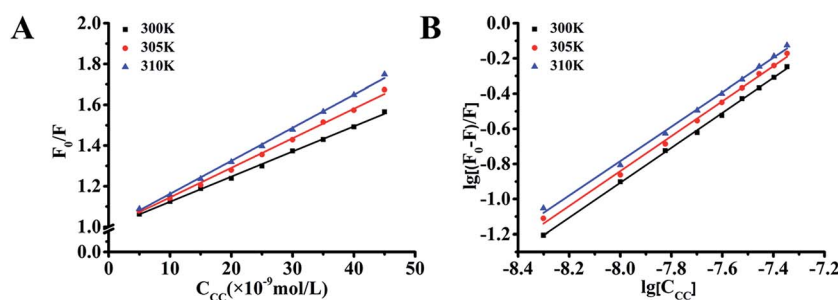 A
300K
305K
310K
2.0
1.8
1.6
1.4
1.2
1.0
0.0
F₀/F
0 10 20 30 40 50
C_CC(×10⁻⁹mol/L)
B
300K
305K
310K
0.0
-0.2
-0.4
-0.6
-0.8
-1.0
-1.2
lg[(F₀-F)/F]
-8.4 -8.2 -8.0 -7.8 -7.6 -7.4 -7.2
lg[C_CC]